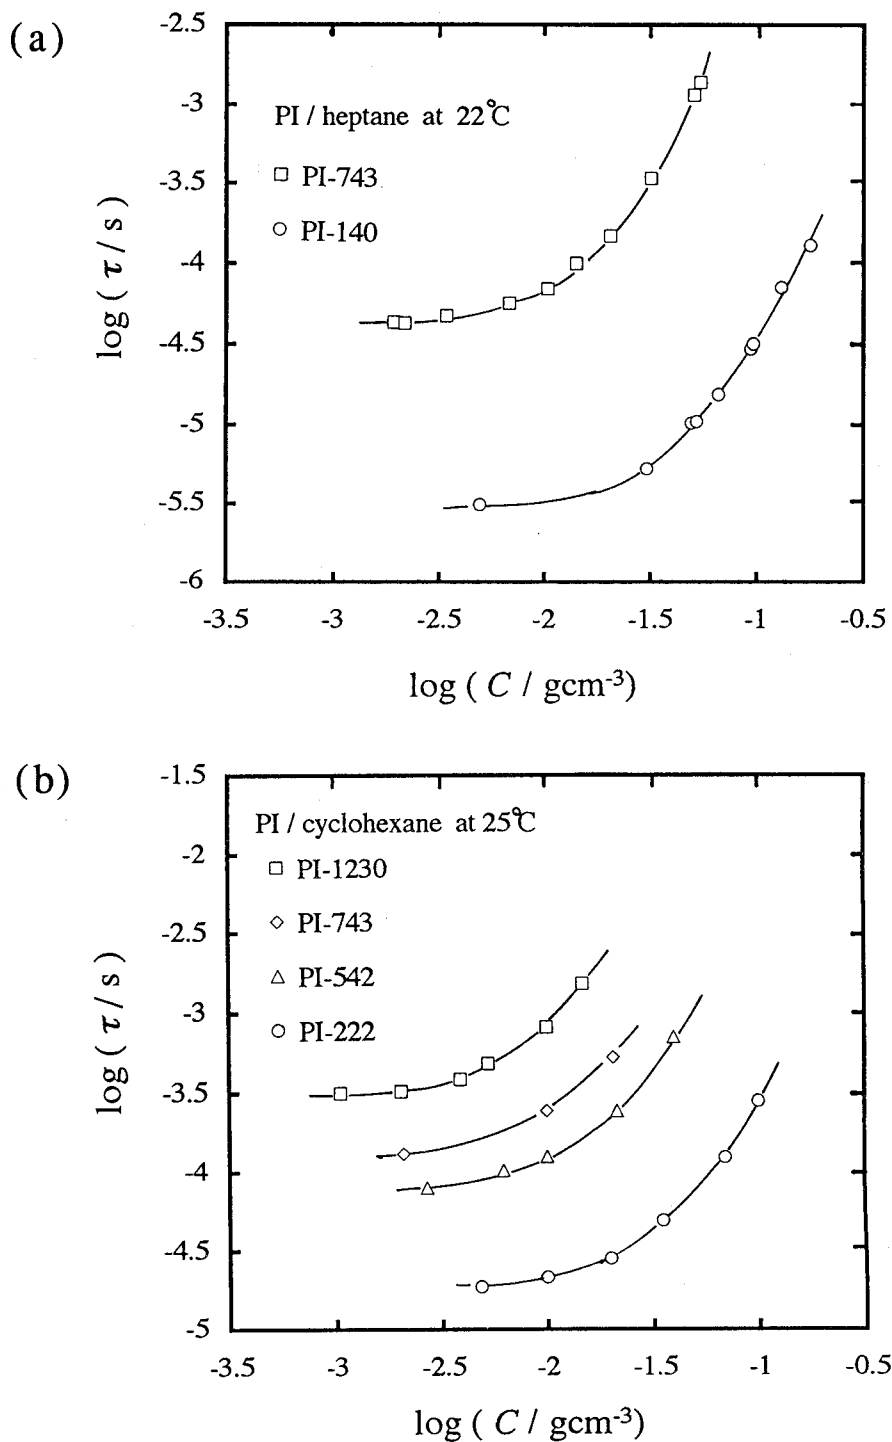 (a)
-2.5
-3
-3.5
-4
-4.5
-5
-5.5
-6
log ( τ / s )
PI / heptane at 22℃
□ PI-743
○ PI-140
-3.5 -3 -2.5 -2 -1.5 -1 -0.5
log ( C / gcm⁻³)
(b)
-1.5
-2
-2.5
-3
-3.5
-4
-4.5
-5
log ( τ / s )
PI / cyclohexane at 25℃
□ PI-1230
◇ PI-743
△ PI-542
○ PI-222
-3.5 -3 -2.5 -2 -1.5 -1 -0.5
log ( C / gcm⁻³)